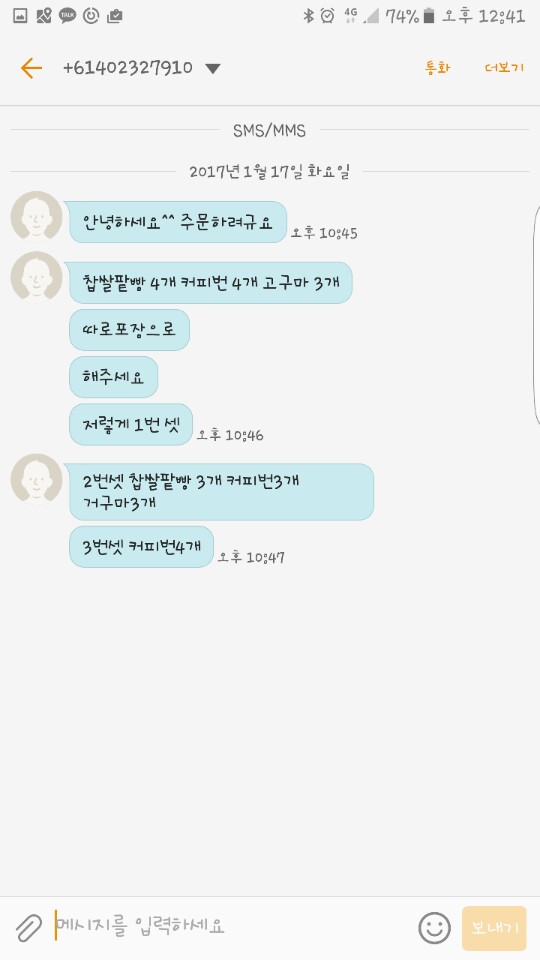 TALK 4G 74% 오후 12:41
+61402327910 통화 더보기
SMS/MMS
2017년 1월 17일 화요일
안녕하세요^^ 주문하려규요 오후 10:45
찹쌀팥빵 4개 커피번 4개 고구마 3개
따로포장으로
해주세요
저렇게 1번 셋 오후 10:46
2번셋 찹쌀팥빵 3개 커피번3개
거구마3개
3번셋 커피번4개 오후 10:47
메시지를 입력하세요 보내기